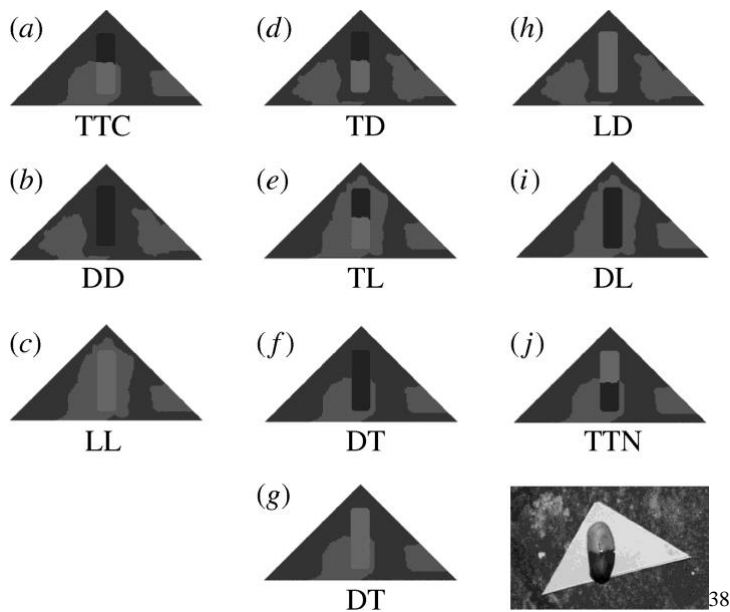 (a) (d) (h)
TTC TD LD
(b) (e) (i)
DD TL DL
(c) (f) (j)
LL DT TTN
(g)
38
DT